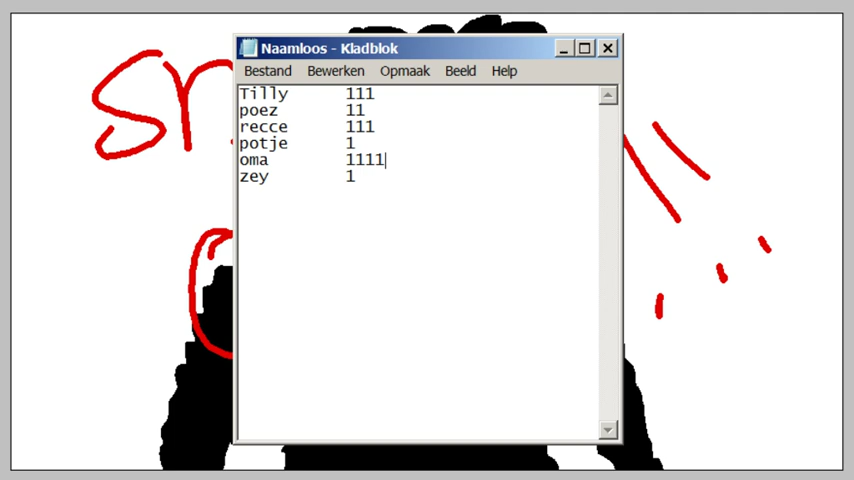 Naamloos - Kladblok
Bestand Bewerken Opmaak Beeld Help
Tilly 111
poez 11
recce 111
potje 1
oma 1111
zey 1